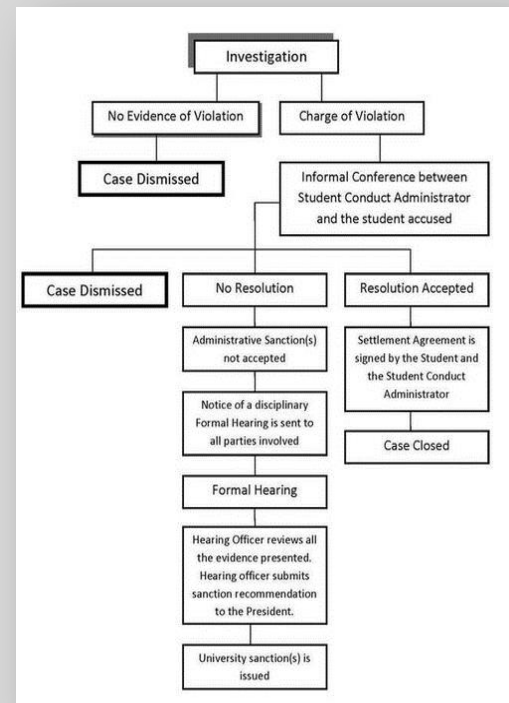 Investigation
No Evidence of Violation
Charge of Violation
Case Dismissed
Informal Conference between
Student Conduct Administrator
and the student accused
Case Dismissed
No Resolution
Resolution Accepted
Administrative Sanction(s)
not accepted
Settlement Agreement is
signed by the Student and
the Student Conduct
Administrator
Notice of a disciplinary
Formal Hearing is sent to
all parties involved
Case Closed
Formal Hearing
Hearing Officer reviews all
the evidence presented.
Hearing officer submits
sanction recommendation
to the President.
University sanction(s) is
issued